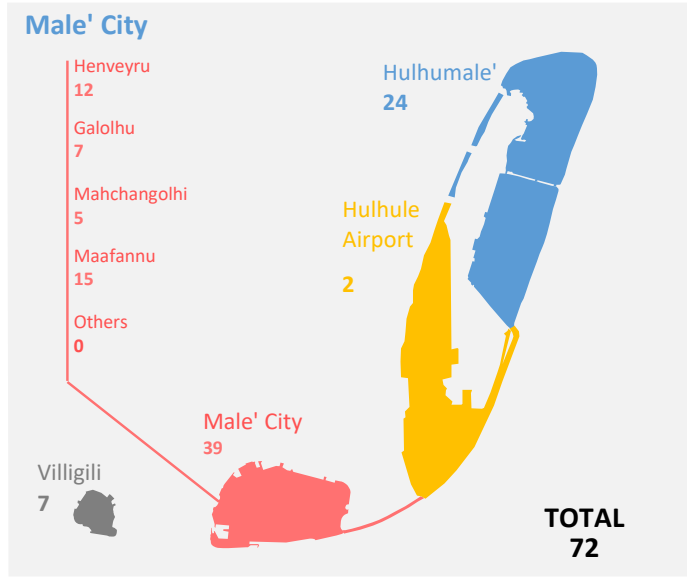 Male' City
Henveyru
12
Galolhu
7
Mahchangolhi
5
Maafannu
15
Others
0
Hulhumale'
24
Hulhule
Airport
2
Male' City
39
Villigili
7
TOTAL
72